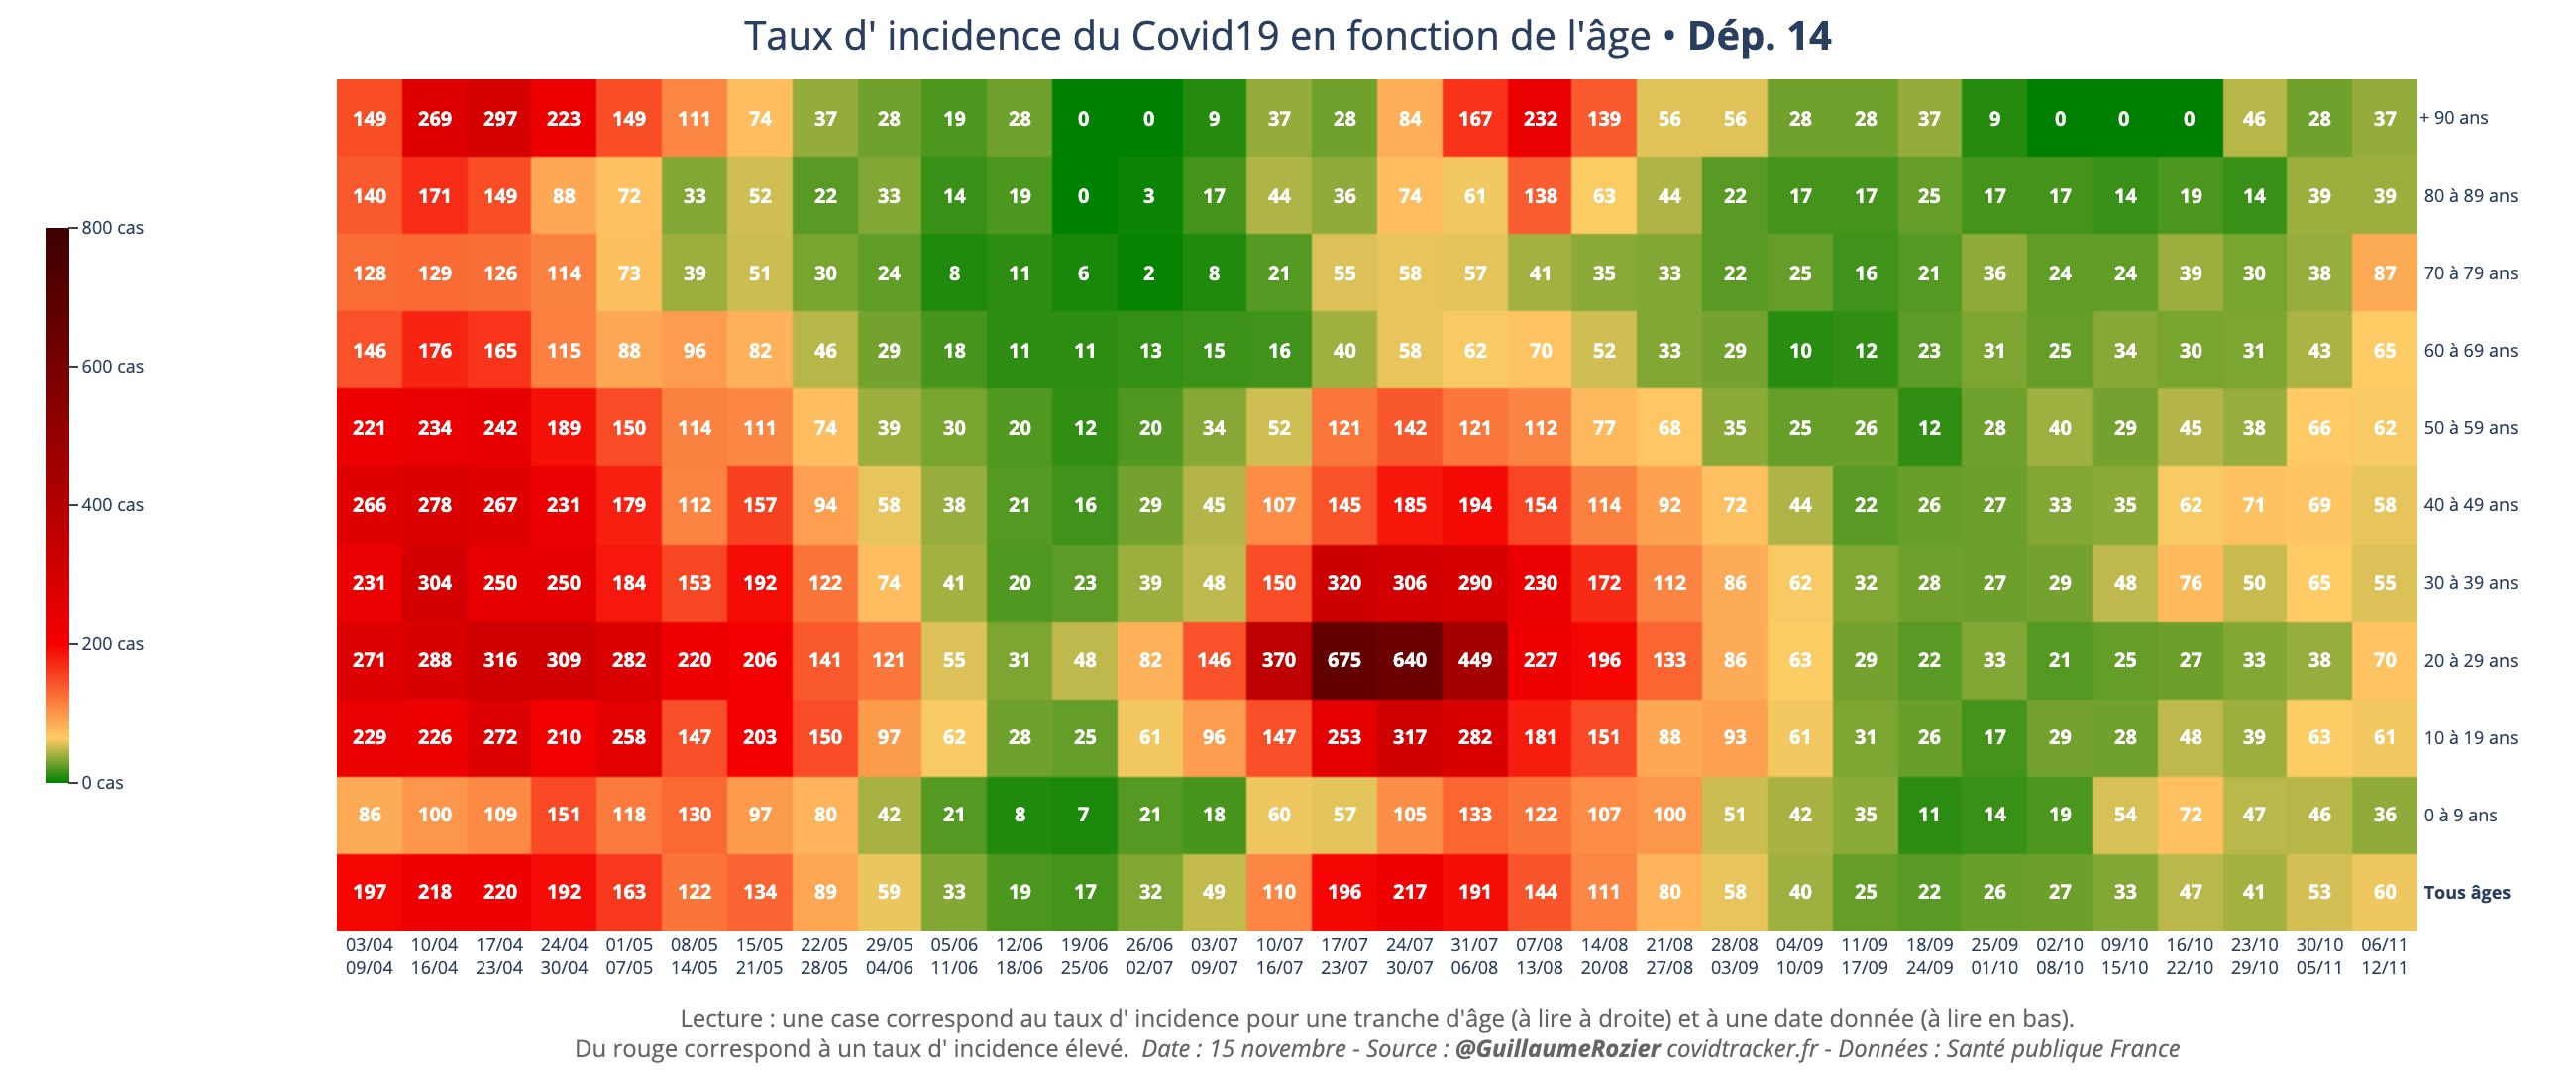 Taux d' incidence du Covid19 en fonction de l'âge • Dép. 14
800 cas
600 cas
400 cas
200 cas
0 cas
149 269 297 223 149 111 74 37 28 19 28 0 0 9 37 28 84 167 232 139 56 56 28 28 37 9 0 0 0 46 28 37 + 90 ans
140 171 149 88 72 33 52 22 33 14 19 0 3 17 44 36 74 61 138 63 44 22 17 17 25 17 17 14 19 14 39 39 80 à 89 ans
128 129 126 114 73 39 51 30 24 8 11 6 2 8 21 55 58 57 41 35 33 22 25 16 21 36 24 24 39 30 38 87 70 à 79 ans
146 176 165 115 88 96 82 46 29 18 11 11 13 15 16 40 58 62 70 52 33 29 10 12 23 31 25 34 30 31 43 65 60 à 69 ans
221 234 242 189 150 114 111 74 39 30 20 12 20 34 52 121 142 121 112 77 68 35 25 26 12 28 40 29 45 38 66 62 50 à 59 ans
266 278 267 231 179 112 157 94 58 38 21 16 29 45 107 145 185 194 154 114 92 72 44 22 26 27 33 35 62 71 69 58 40 à 49 ans
231 304 250 250 184 153 192 122 74 41 20 23 39 48 150 320 306 290 230 172 112 86 62 32 28 27 29 48 76 50 65 55 30 à 39 ans
271 288 316 309 282 220 206 141 121 55 31 48 82 146 370 675 640 449 227 196 133 86 63 29 22 33 21 25 27 33 38 70 20 à 29 ans
229 226 272 210 258 147 203 150 97 62 28 25 61 96 147 253 317 282 181 151 88 93 61 31 26 17 29 28 48 39 63 61 10 à 19 ans
86 100 109 151 118 130 97 80 42 21 8 7 21 18 60 57 105 133 122 107 100 51 42 35 11 14 19 54 72 47 46 36 0 à 9 ans
197 218 220 192 163 122 134 89 59 33 19 17 32 49 110 196 217 191 144 111 80 58 40 25 22 26 27 33 47 41 53 60 Tous âges
03/04 10/04 17/04 24/04 01/05 08/05 15/05 22/05 29/05 05/06 12/06 19/06 26/06 03/07 10/07 17/07 24/07 31/07 07/08 14/08 21/08 28/08 04/09 11/09 18/09 25/09 02/10 09/10 16/10 23/10 30/10 06/11
09/04 16/04 23/04 30/04 07/05 14/05 21/05 28/05 04/06 11/06 18/06 25/06 02/07 09/07 16/07 23/07 30/07 06/08 13/08 20/08 27/08 03/09 10/09 17/09 24/09 01/10 08/10 15/10 22/10 29/10 05/11 12/11
Lecture : une case correspond au taux d' incidence pour une tranche d'âge (à lire à droite) et à une date donnée (à lire en bas).
Du rouge correspond à un taux d' incidence élevé. Date : 15 novembre - Source : @GuillaumeRozier covidtracker.fr - Données : Santé publique France